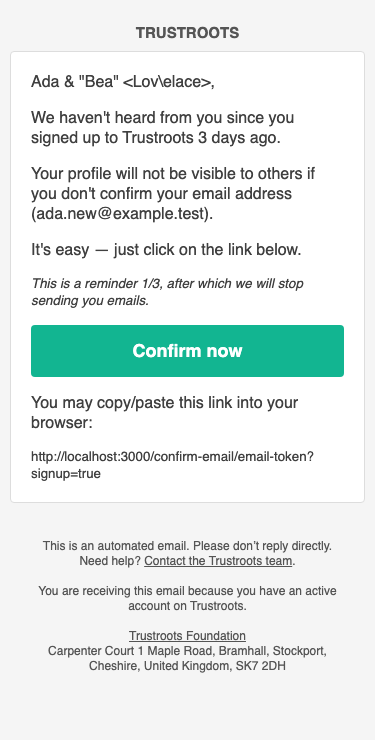 TRUSTROOTS
Ada & "Bea" <Lov\elace>,
We haven't heard from you since you
signed up to Trustroots 3 days ago.
Your profile will not be visible to others if
you don't confirm your email address
(ada.new@example.test).
It's easy — just click on the link below.
This is a reminder 1/3, after which we will stop
sending you emails.
Confirm now
You may copy/paste this link into your
browser:
http://localhost:3000/confirm-email/email-token?
signup=true
This is an automated email. Please don’t reply directly.
Need help? Contact the Trustroots team.
You are receiving this email because you have an active
account on Trustroots.
Trustroots Foundation
Carpenter Court 1 Maple Road, Bramhall, Stockport,
Cheshire, United Kingdom, SK7 2DH